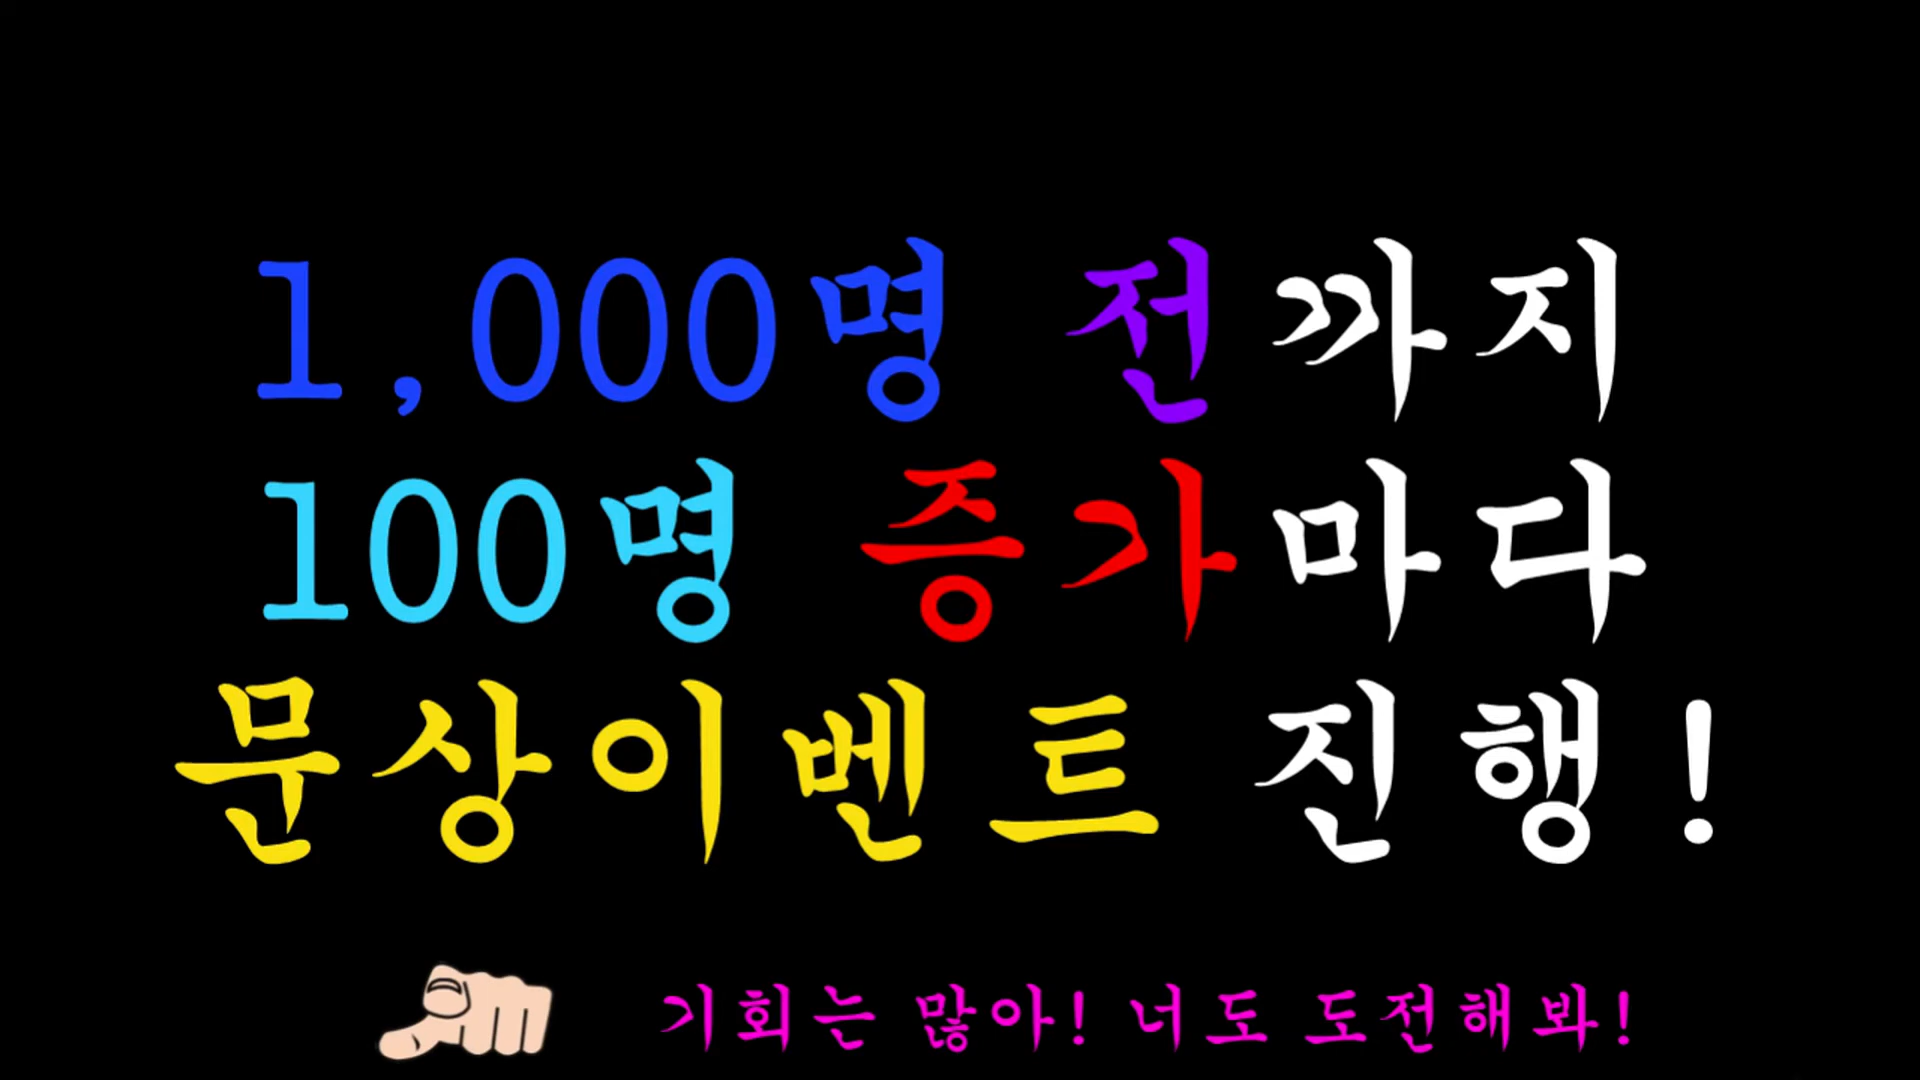 1,000명 전까지
100명 증가마다
문상이벤트 진행!
기회는 많아! 너도 도전해봐!